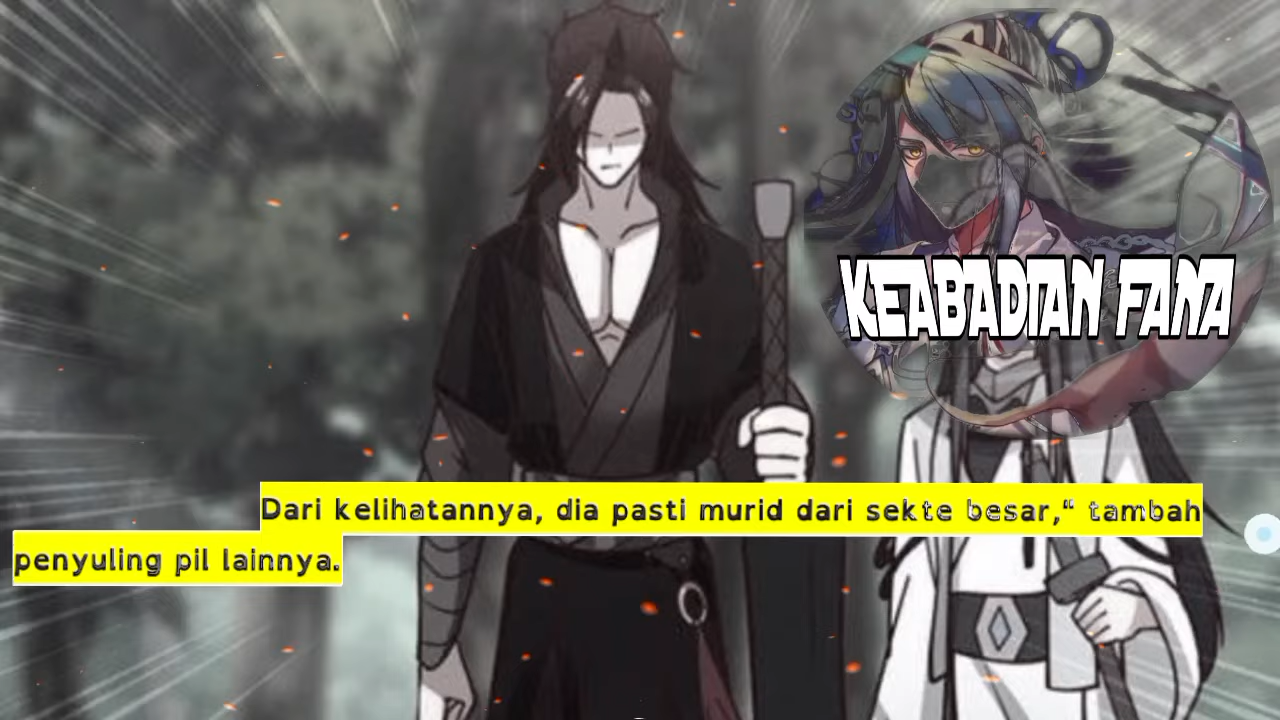 KEABADIAN FANA
Dari kelihatannya, dia pasti murid dari sekte besar,“ tambah
penyuling pil lainnya.